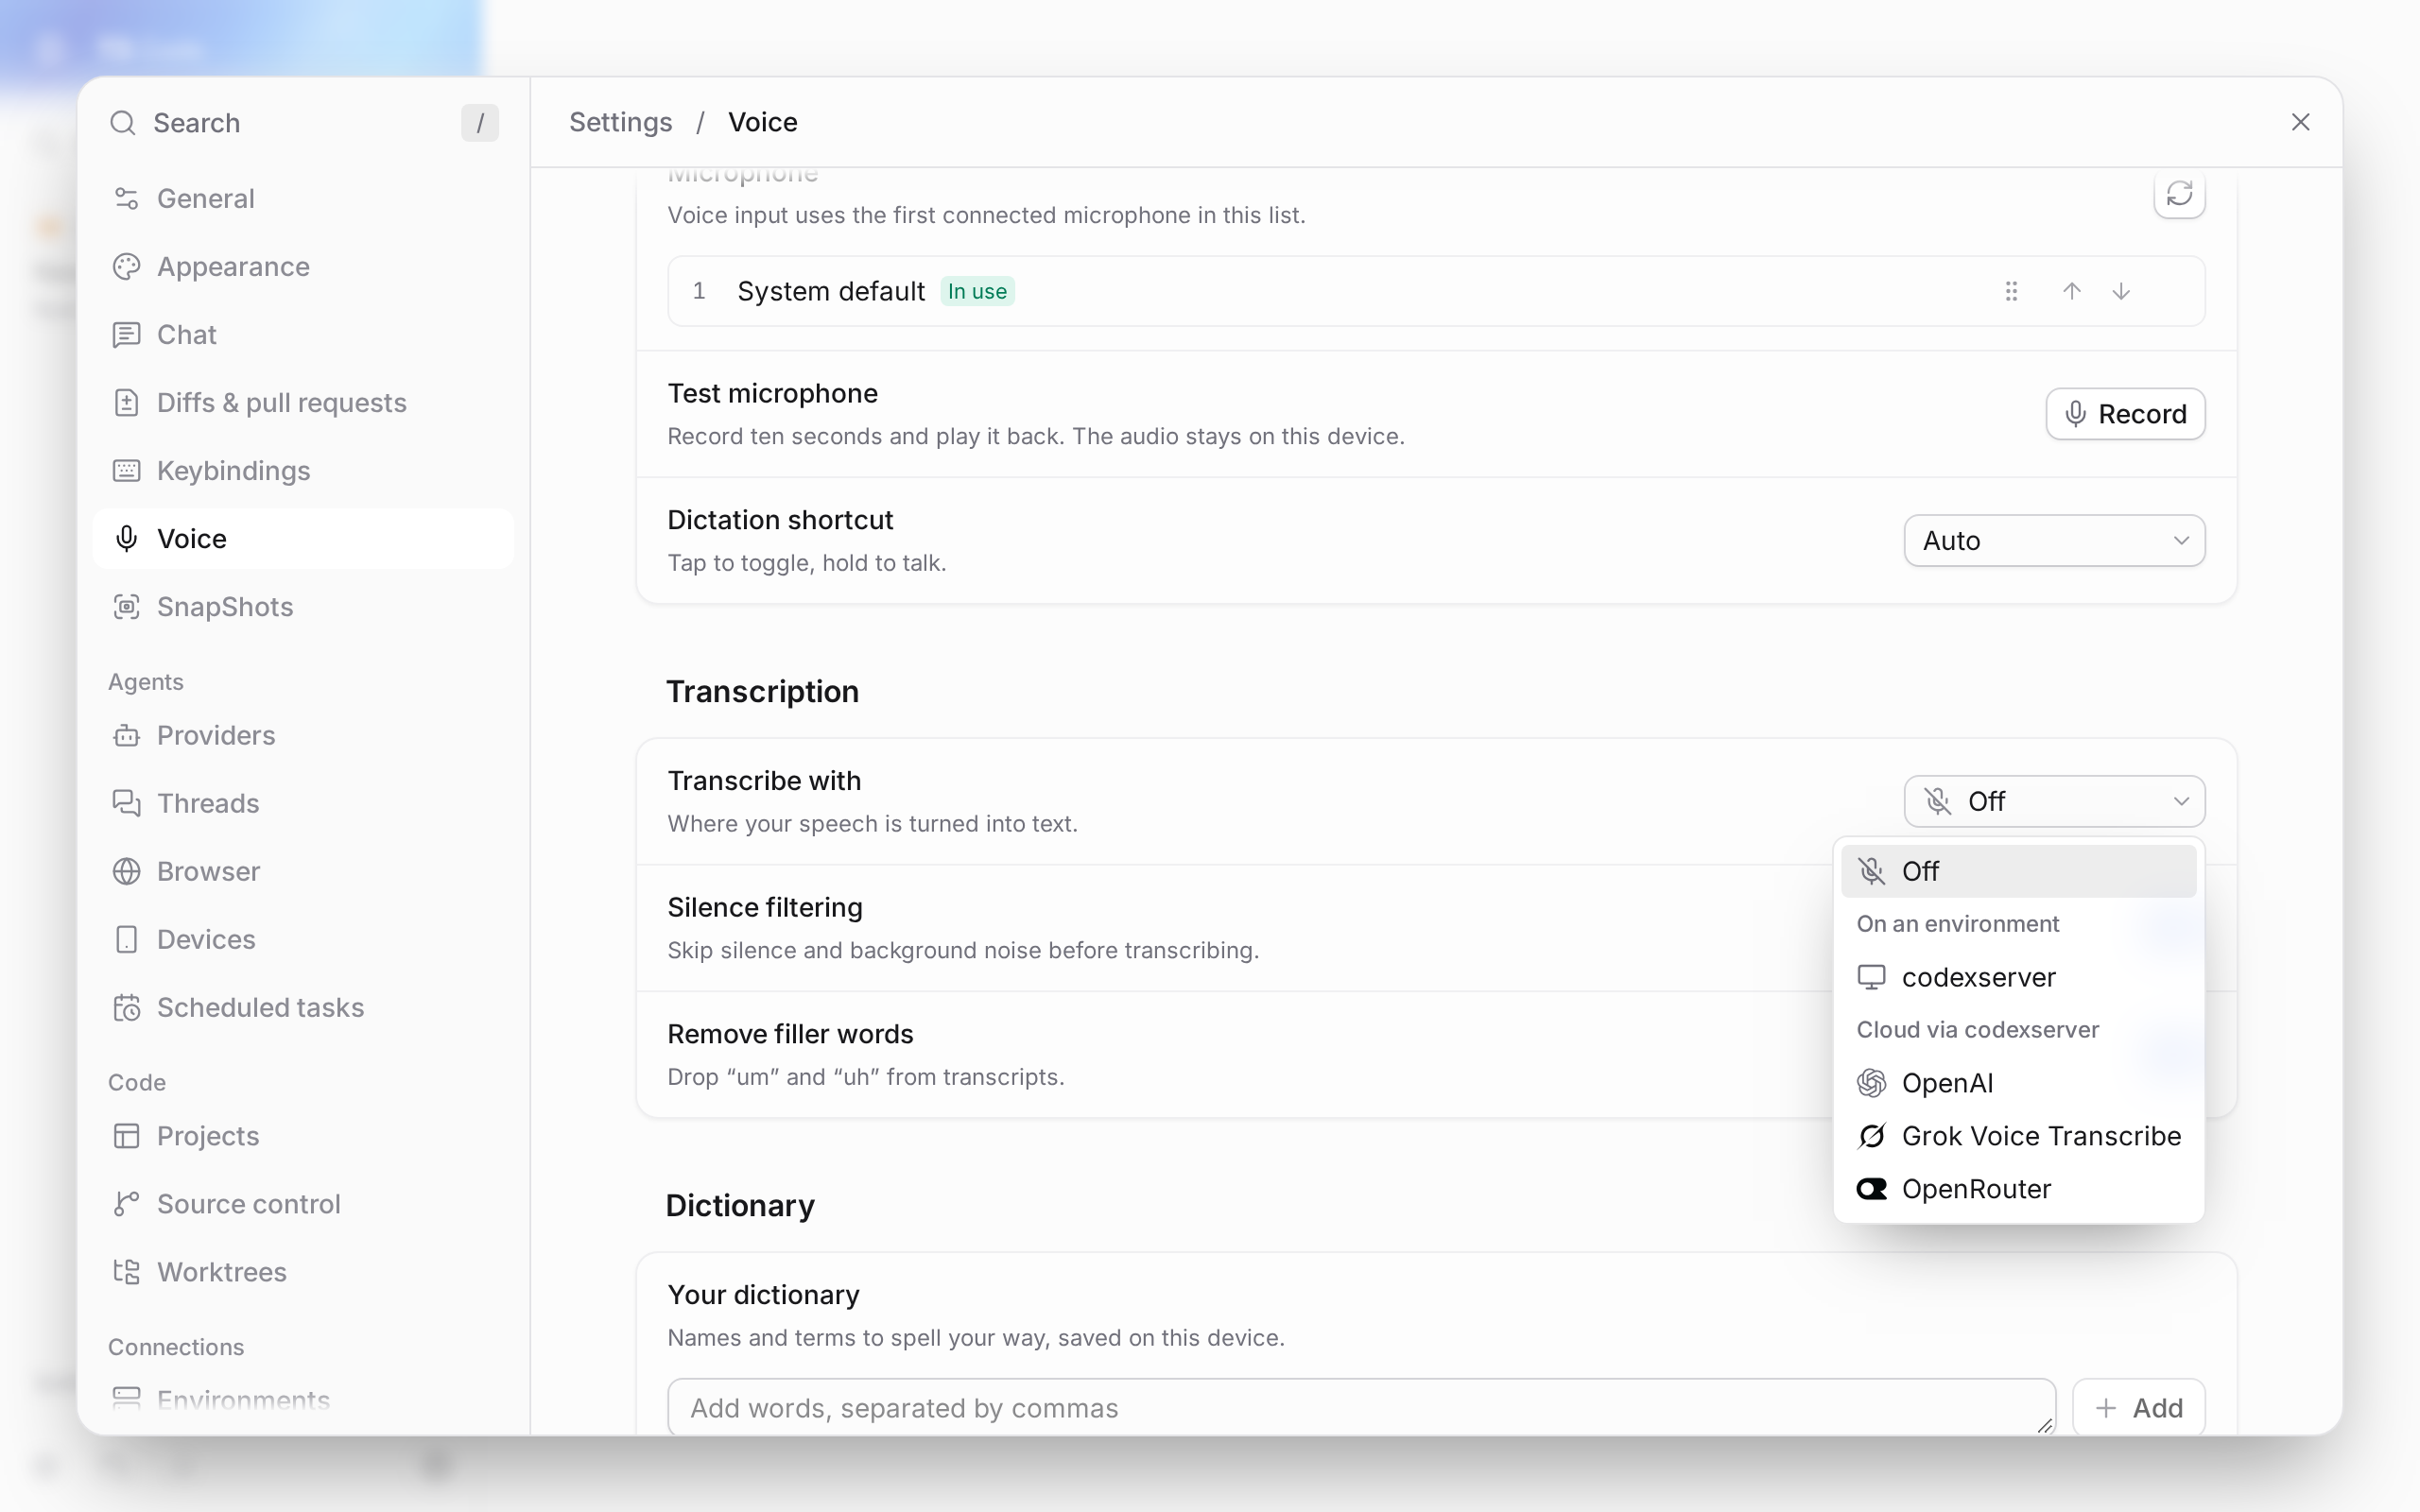 Search
/
General
Appearance
Chat
Diffs & pull requests
Keybindings
Voice
SnapShots
Agents
Providers
Threads
Browser
Devices
Scheduled tasks
Code
Projects
Source control
Worktrees
Connections
Environments
Settings / Voice
Microphone
Voice input uses the first connected microphone in this list.
1 System default In use
Test microphone
Record ten seconds and play it back. The audio stays on this device.
Record
Dictation shortcut
Tap to toggle, hold to talk.
Auto
Transcription
Transcribe with
Where your speech is turned into text.
Off
Silence filtering
Skip silence and background noise before transcribing.
Remove filler words
Drop “um” and “uh” from transcripts.
Off
On an environment
codexserver
Cloud via codexserver
OpenAI
Grok Voice Transcribe
OpenRouter
Dictionary
Your dictionary
Names and terms to spell your way, saved on this device.
Add words, separated by commas
Add